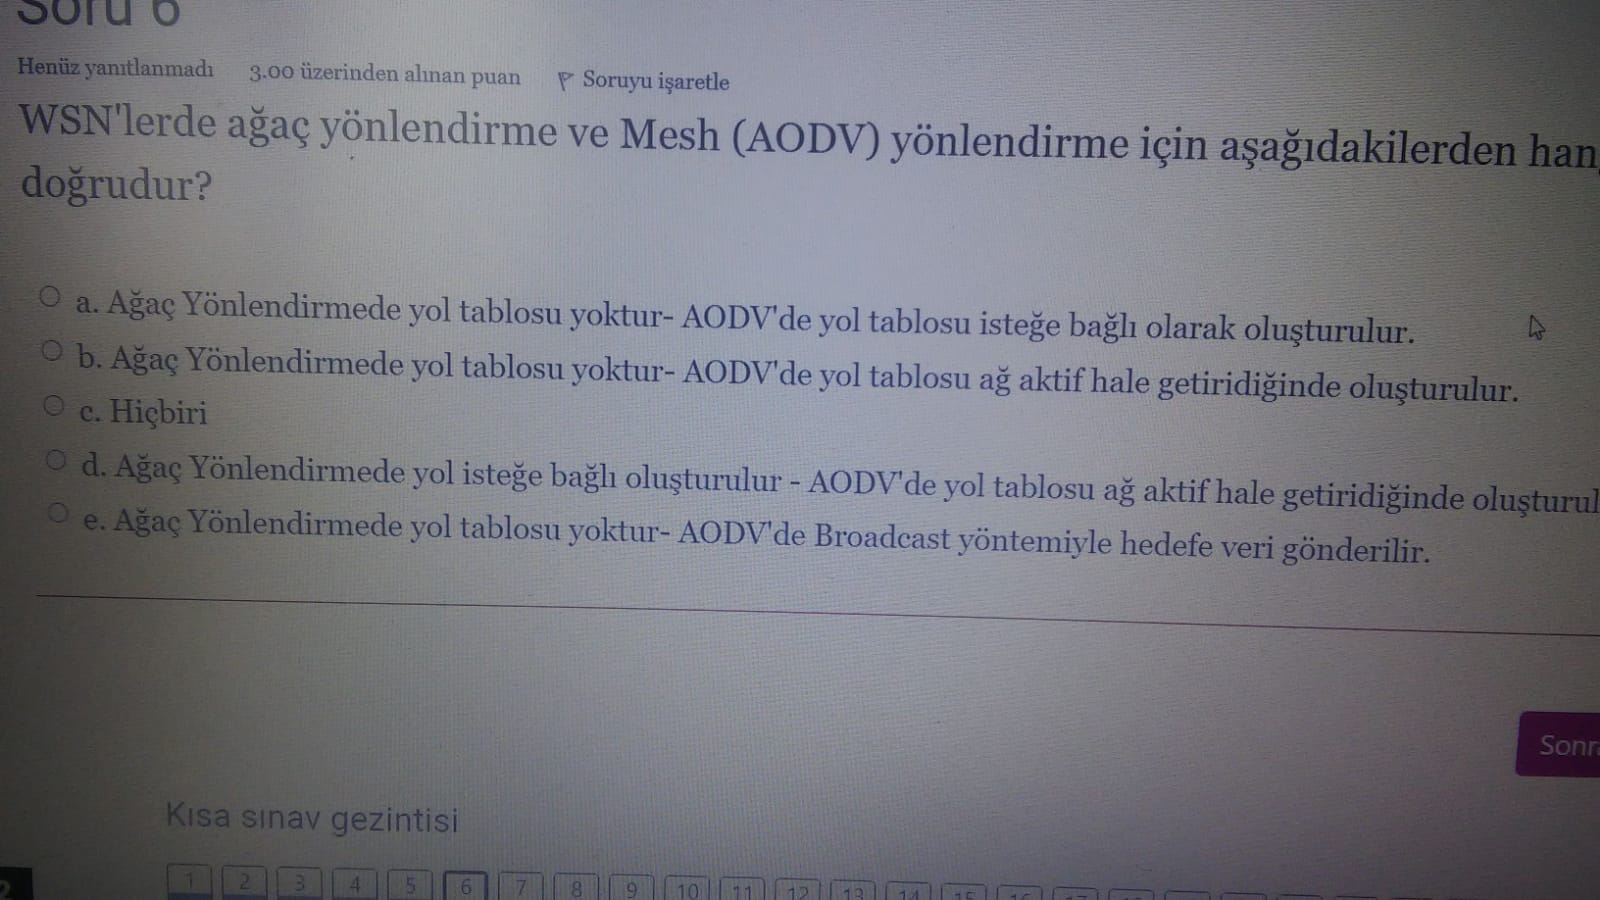 Soru 6
Henüz yanıtlanmadı 3.00 üzerinden alınan puan Soruyu işaretle
WSN'lerde ağaç yönlendirme ve Mesh (AODV) yönlendirme için aşağıdakilerden han
doğrudur?
a. Ağaç Yönlendirmede yol tablosu yoktur- AODV'de yol tablosu isteğe bağlı olarak oluşturulur.
b. Ağaç Yönlendirmede yol tablosu yoktur- AODV'de yol tablosu ağ aktif hale getiridiğinde oluşturulur.
c. Hiçbiri
d. Ağaç Yönlendirmede yol isteğe bağlı oluşturulur - AODV'de yol tablosu ağ aktif hale getiridiğinde oluşturul
e. Ağaç Yönlendirmede yol tablosu yoktur- AODV'de Broadcast yöntemiyle hedefe veri gönderilir.
Sonra
Kısa sınav gezintisi
1 2 3 4 5 6 7 8 9 10 11 12 13 14 15 16